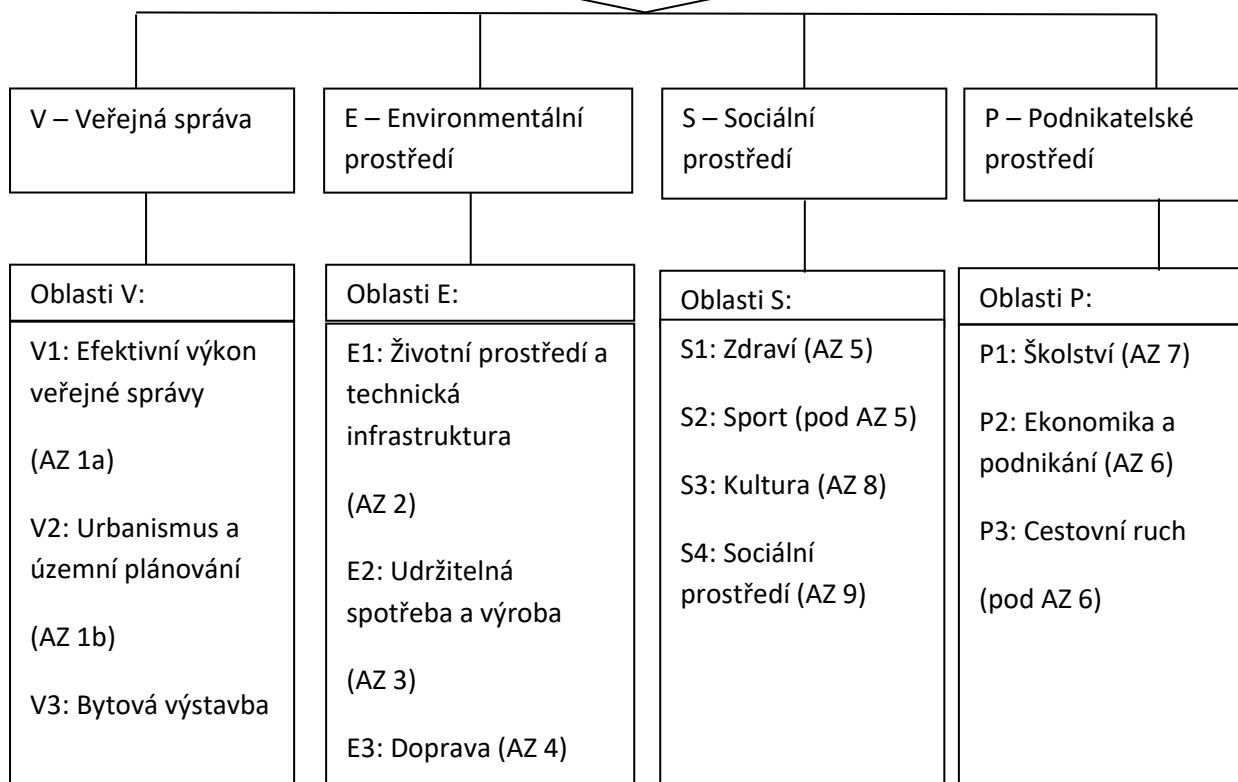 V – Veřejná správa
E – Environmentální
prostředí
S – Sociální
prostředí
P – Podnikatelské
prostředí
Oblasti V:
V1: Efektivní výkon
veřejné správy
(AZ 1a)
V2: Urbanismus a
územní plánování
(AZ 1b)
V3: Bytová výstavba
Oblasti E:
E1: Životní prostředí a
technická
infrastruktura
(AZ 2)
E2: Udržitelná
spotřeba a výroba
(AZ 3)
E3: Doprava (AZ 4)
Oblasti S:
S1: Zdraví (AZ 5)
S2: Sport (pod AZ 5)
S3: Kultura (AZ 8)
S4: Sociální
prostředí (AZ 9)
Oblasti P:
P1: Školství (AZ 7)
P2: Ekonomika a
podnikání (AZ 6)
P3: Cestovní ruch
(pod AZ 6)